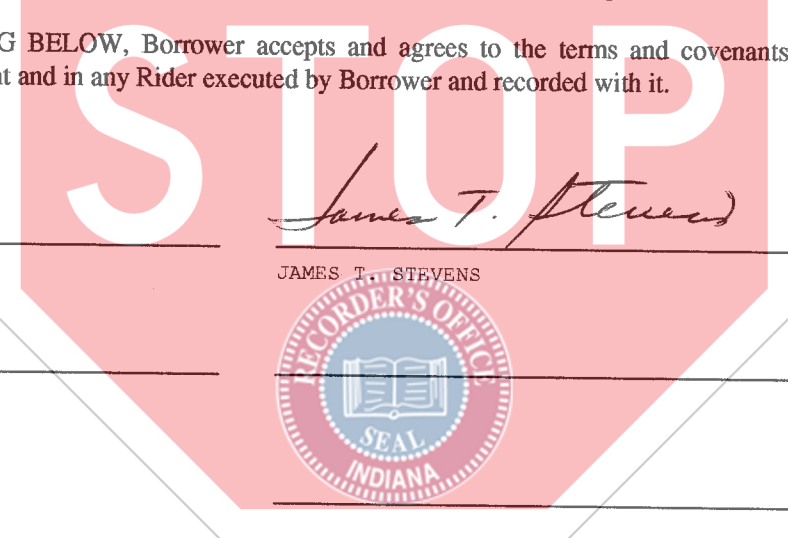 G BELOW, Borrower accepts and agrees to the terms and covenants
t and in any Rider executed by Borrower and recorded with it.
STOP
James T. Stevens
JAMES T. STEVENS
RECORDER'S OFFICE
SEAL
INDIANA